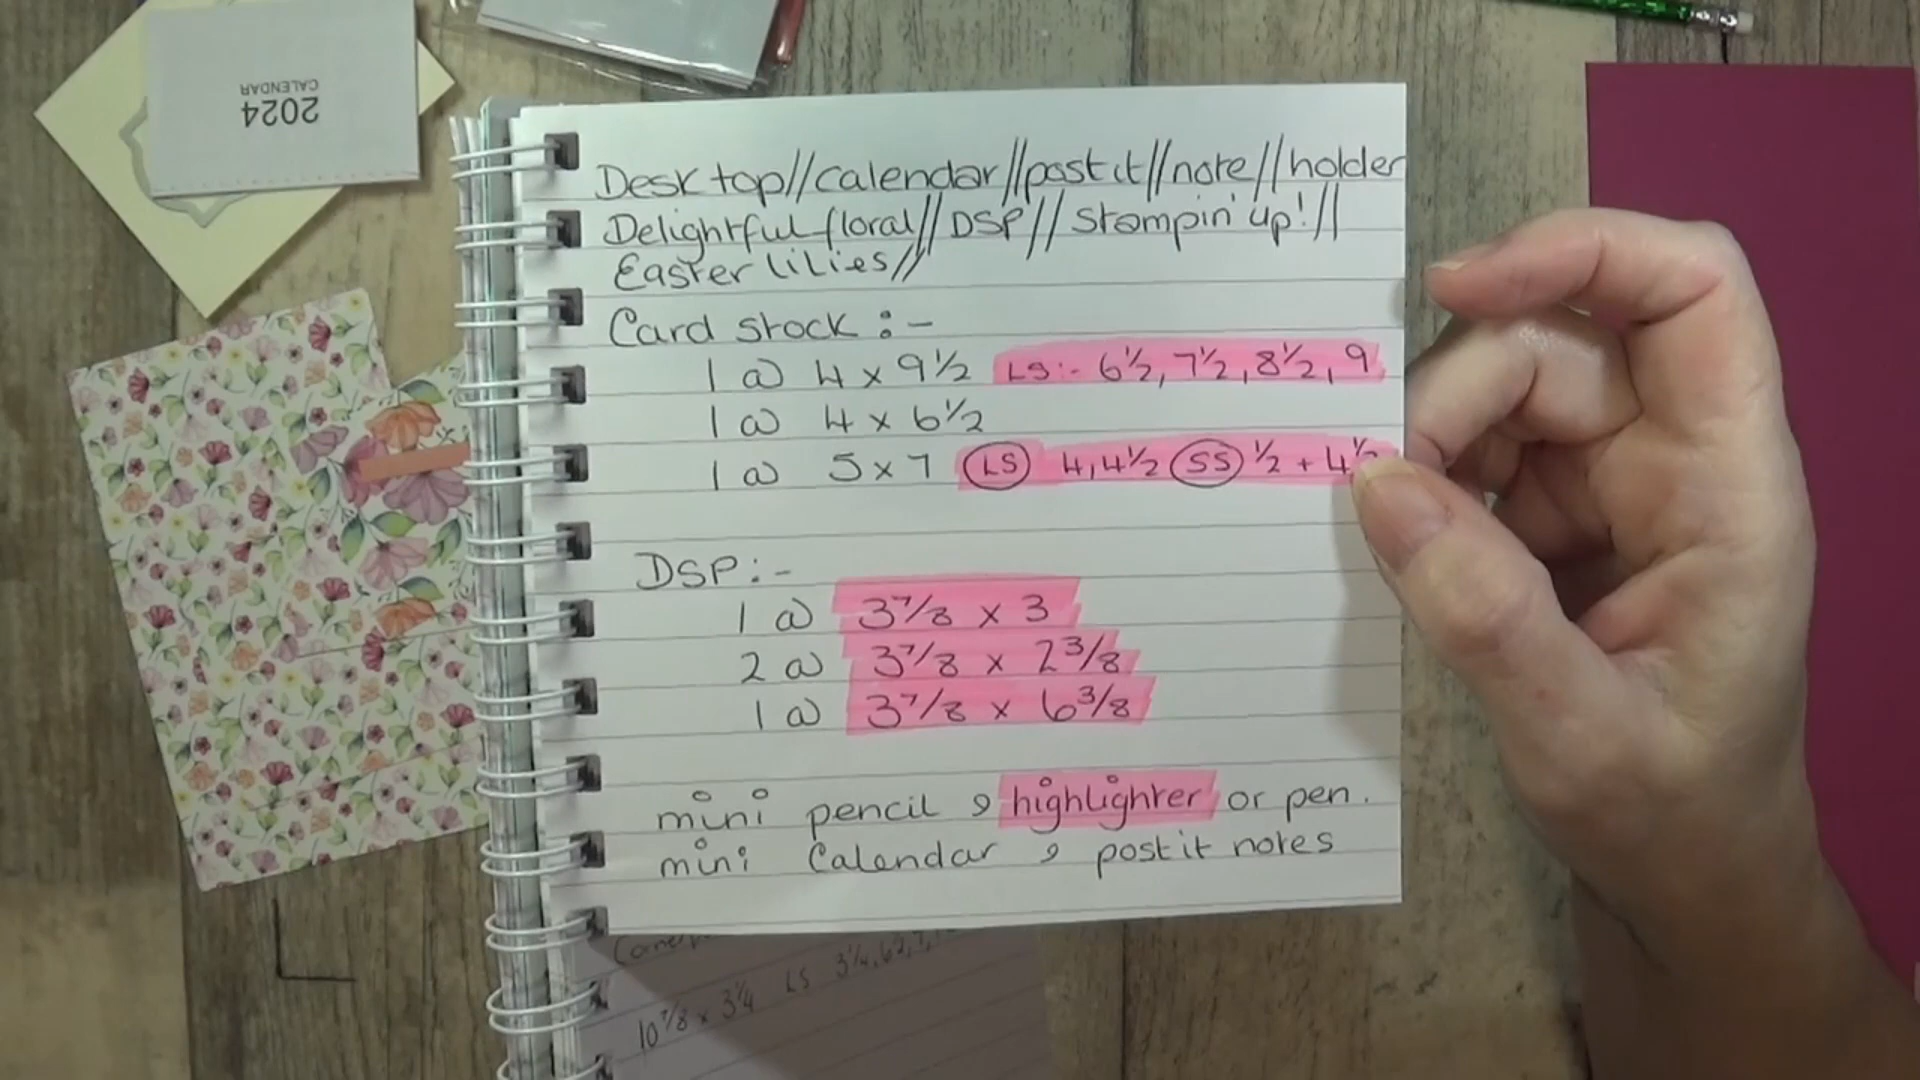 2024
CALENDAR
Desk top//calendar//post it//note//holder
Delightful floral//DSP//Stampin' up!//
Easter lilies//
Card stock :-
1 @ 4 x 9½ LS:- 6½, 7½, 8½, 9
1 @ 4 x 6½
1 @ 5 x 7 LS 4, 4½ SS ½ + 4½
DSP:-
1 @ 3⅞ x 3
2 @ 3⅞ x 2⅜
1 @ 3⅞ x 6⅜
mini pencil & highlighter or pen.
mini Calendar & post it notes
10⅞ x 3¼ LS 3¼,